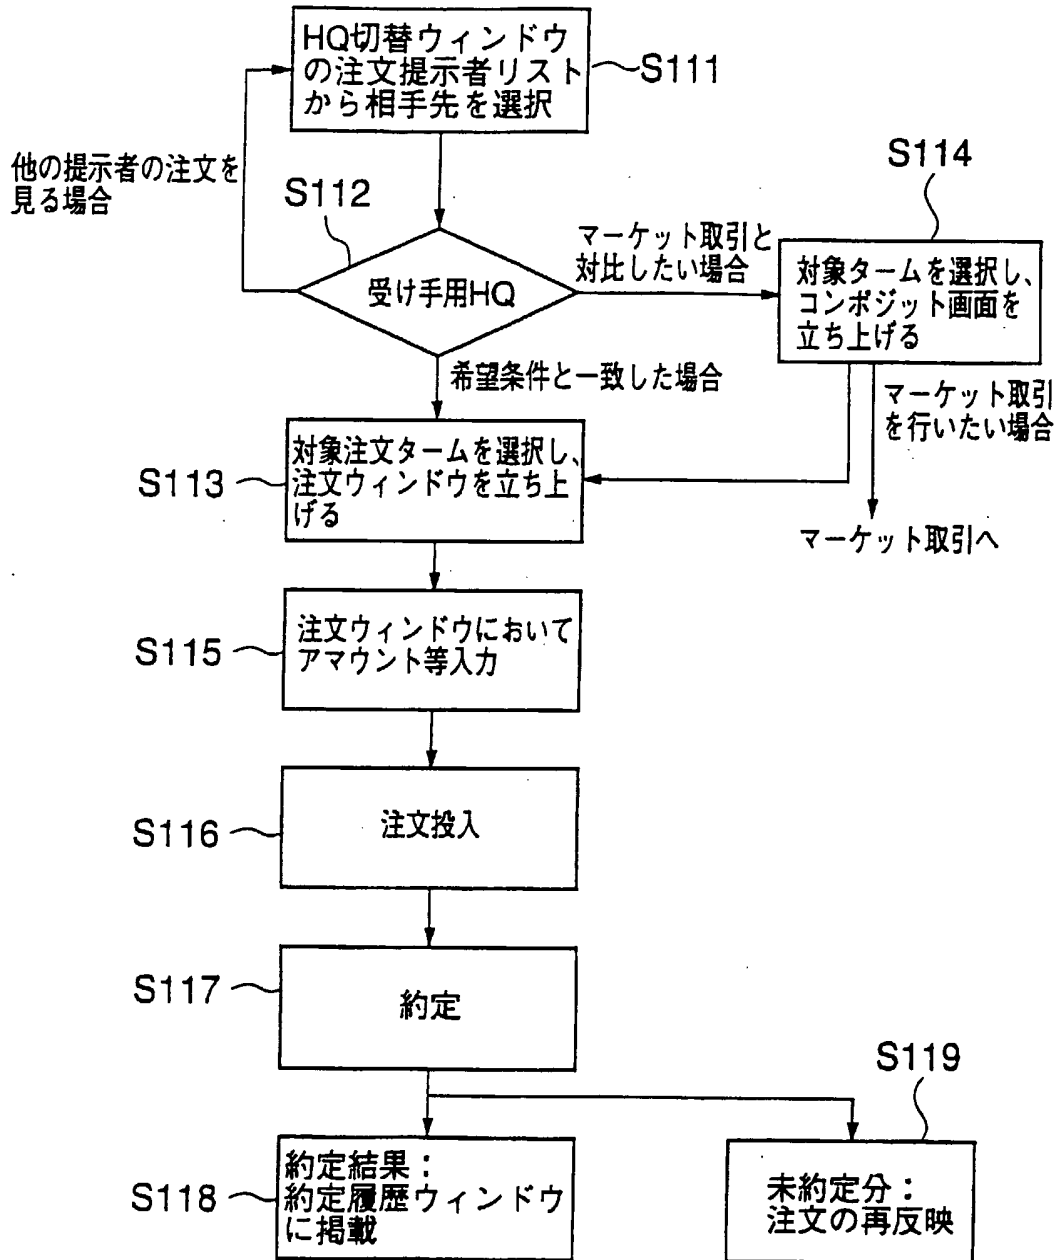 HQ切替ウィンドウ
の注文提示者リスト
から相手先を選択
S111
他の提示者の注文を
見る場合
S112
受け手用HQ
マーケット取引と
対比したい場合
S114
対象タームを選択し、
コンポジット画面を
立ち上げる
希望条件と一致した場合
マーケット取引
を行いたい場合
マーケット取引へ
S113
対象注文タームを選択し、
注文ウィンドウを立ち上
げる
S115
注文ウィンドウにおいて
アマウント等入力
S116
注文投入
S117
約定
S118
約定結果：
約定履歴ウィンドウ
に掲載
S119
未約定分：
注文の再反映